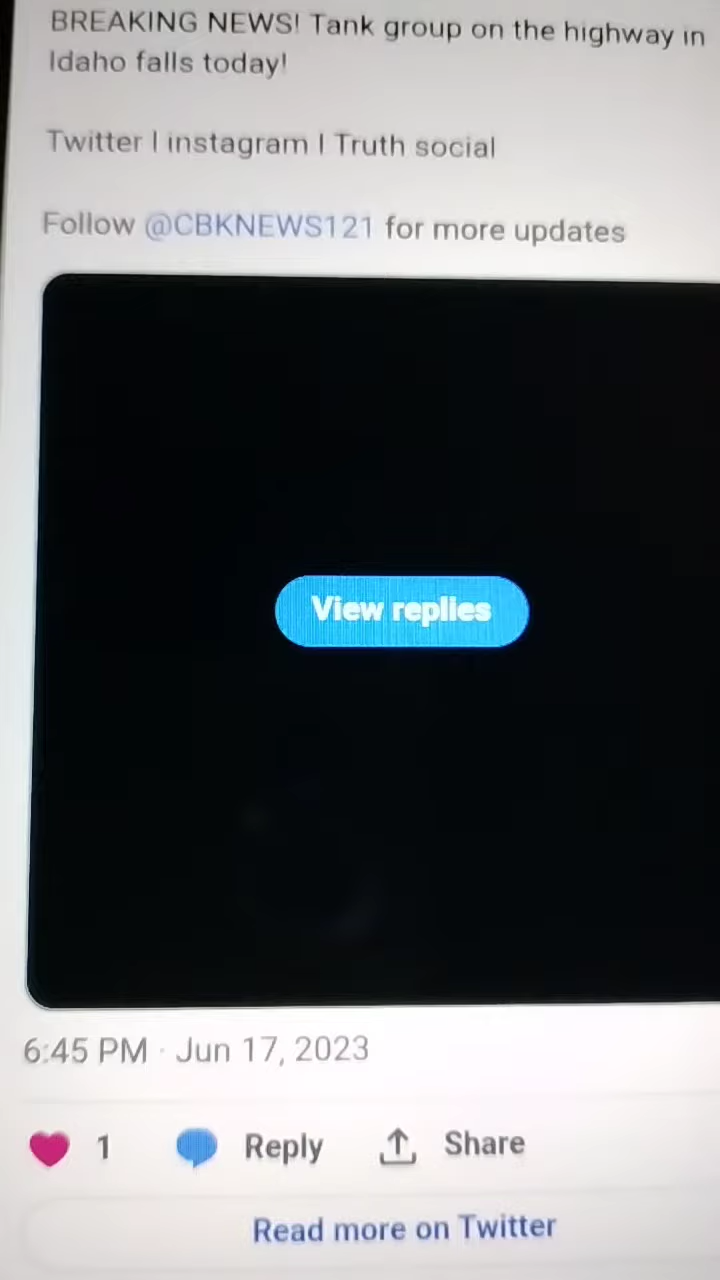 BREAKING NEWS! Tank group on the highway in
Idaho falls today!
Twitter | instagram | Truth social
Follow @CBKNEWS121 for more updates
View replies
6:45 PM · Jun 17, 2023
1
Reply
Share
Read more on Twitter